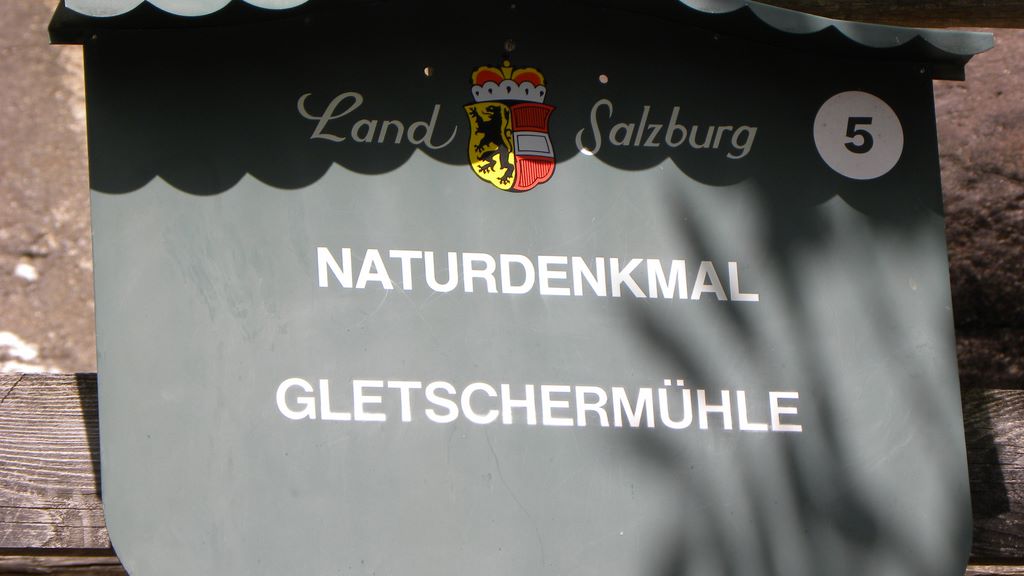 Land Salzburg 5
NATURDENKMAL
GLETSCHERMÜHLE